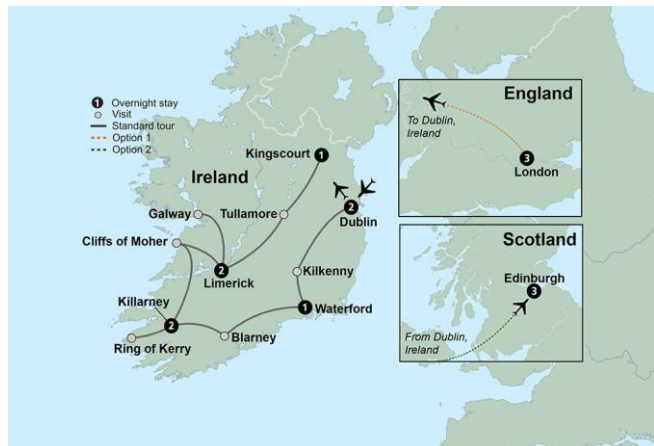 1 Overnight stay
Visit
Standard tour
Option 1
Option 2
Ireland
Kingscourt 1
Galway
Tullamore
2
Dublin
Cliffs of Moher
2
Limerick
Kilkenny
Killarney
2
1 Waterford
Blarney
Ring of Kerry
England
To Dublin,
Ireland
3
London
Scotland
Edinburgh
3
From Dublin,
Ireland